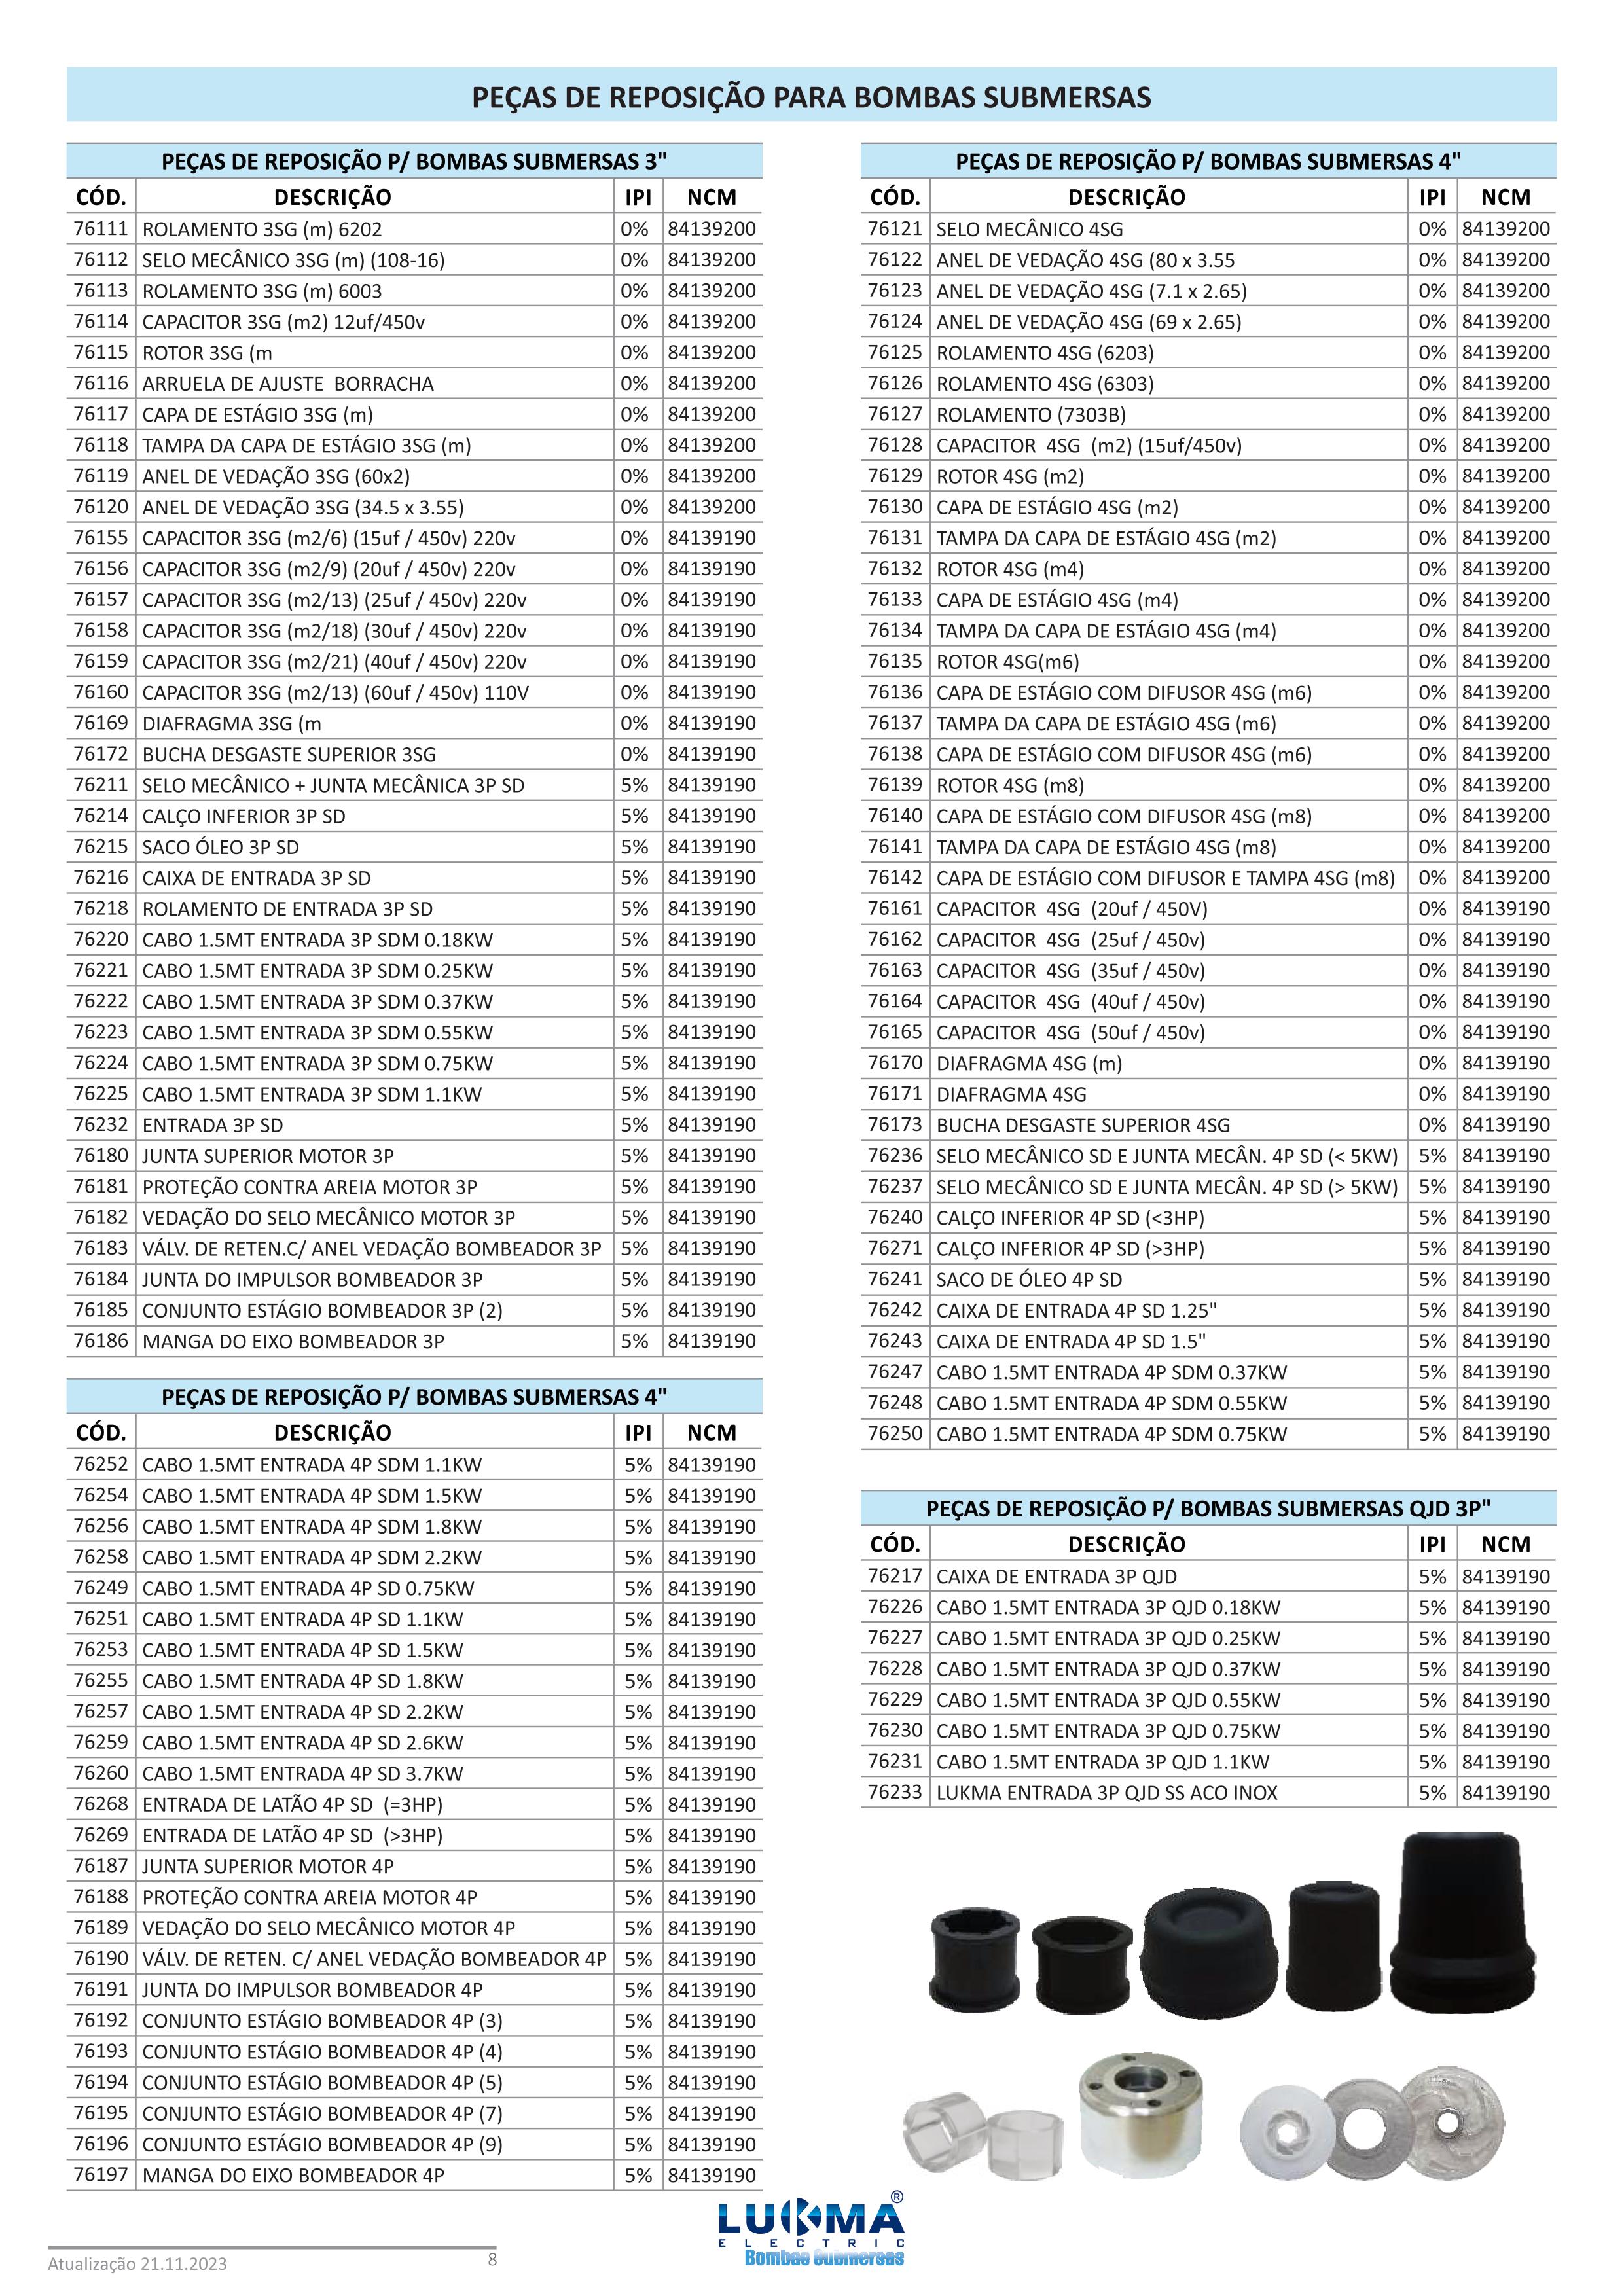 PEÇAS DE REPOSIÇÃO PARA BOMBAS SUBMERSAS
PEÇAS DE REPOSIÇÃO P/ BOMBAS SUBMERSAS 3"
CÓD. DESCRIÇÃO IPI NCM
76111 ROLAMENTO 3SG (m) 6202 0% 84139200
76112 SELO MECÂNICO 3SG (m) (108-16) 0% 84139200
76113 ROLAMENTO 3SG (m) 6003 0% 84139200
76114 CAPACITOR 3SG (m2) 12uf/450v 0% 84139200
76115 ROTOR 3SG (m 0% 84139200
76116 ARRUELA DE AJUSTE  BORRACHA 0% 84139200
76117 CAPA DE ESTÁGIO 3SG (m) 0% 84139200
76118 TAMPA DA CAPA DE ESTÁGIO 3SG (m) 0% 84139200
76119 ANEL DE VEDAÇÃO 3SG (60x2) 0% 84139200
76120 ANEL DE VEDAÇÃO 3SG (34.5 x 3.55) 0% 84139200
76155 CAPACITOR 3SG (m2/6) (15uf / 450v) 220v 0% 84139190
76156 CAPACITOR 3SG (m2/9) (20uf / 450v) 220v 0% 84139190
76157 CAPACITOR 3SG (m2/13) (25uf / 450v) 220v 0% 84139190
76158 CAPACITOR 3SG (m2/18) (30uf / 450v) 220v 0% 84139190
76159 CAPACITOR 3SG (m2/21) (40uf / 450v) 220v 0% 84139190
76160 CAPACITOR 3SG (m2/13) (60uf / 450v) 110V 0% 84139190
76169 DIAFRAGMA 3SG (m 0% 84139190
76172 BUCHA DESGASTE SUPERIOR 3SG 0% 84139190
76211 SELO MECÂNICO + JUNTA MECÂNICA 3P SD 5% 84139190
76214 CALÇO INFERIOR 3P SD 5% 84139190
76215 SACO ÓLEO 3P SD 5% 84139190
76216 CAIXA DE ENTRADA 3P SD 5% 84139190
76218 ROLAMENTO DE ENTRADA 3P SD 5% 84139190
76220 CABO 1.5MT ENTRADA 3P SDM 0.18KW 5% 84139190
76221 CABO 1.5MT ENTRADA 3P SDM 0.25KW 5% 84139190
76222 CABO 1.5MT ENTRADA 3P SDM 0.37KW 5% 84139190
76223 CABO 1.5MT ENTRADA 3P SDM 0.55KW 5% 84139190
76224 CABO 1.5MT ENTRADA 3P SDM 0.75KW 5% 84139190
76225 CABO 1.5MT ENTRADA 3P SDM 1.1KW 5% 84139190
76232 ENTRADA 3P SD 5% 84139190
76180 JUNTA SUPERIOR MOTOR 3P 5% 84139190
76181 PROTEÇÃO CONTRA AREIA MOTOR 3P 5% 84139190
76182 VEDAÇÃO DO SELO MECÂNICO MOTOR 3P 5% 84139190
76183 VÁLV. DE RETEN.C/ ANEL VEDAÇÃO BOMBEADOR 3P 5% 84139190
76184 JUNTA DO IMPULSOR BOMBEADOR 3P 5% 84139190
76185 CONJUNTO ESTÁGIO BOMBEADOR 3P (2) 5% 84139190
76186 MANGA DO EIXO BOMBEADOR 3P 5% 84139190
PEÇAS DE REPOSIÇÃO P/ BOMBAS SUBMERSAS 4"
CÓD. DESCRIÇÃO IPI NCM
76252 CABO 1.5MT ENTRADA 4P SDM 1.1KW 5% 84139190
76254 CABO 1.5MT ENTRADA 4P SDM 1.5KW 5% 84139190
76256 CABO 1.5MT ENTRADA 4P SDM 1.8KW 5% 84139190
76258 CABO 1.5MT ENTRADA 4P SDM 2.2KW 5% 84139190
76249 CABO 1.5MT ENTRADA 4P SD 0.75KW 5% 84139190
76251 CABO 1.5MT ENTRADA 4P SD 1.1KW 5% 84139190
76253 CABO 1.5MT ENTRADA 4P SD 1.5KW 5% 84139190
76255 CABO 1.5MT ENTRADA 4P SD 1.8KW 5% 84139190
76257 CABO 1.5MT ENTRADA 4P SD 2.2KW 5% 84139190
76259 CABO 1.5MT ENTRADA 4P SD 2.6KW 5% 84139190
76260 CABO 1.5MT ENTRADA 4P SD 3.7KW 5% 84139190
76268 ENTRADA DE LATÃO 4P SD  (=3HP) 5% 84139190
76269 ENTRADA DE LATÃO 4P SD  (>3HP) 5% 84139190
76187 JUNTA SUPERIOR MOTOR 4P 5% 84139190
76188 PROTEÇÃO CONTRA AREIA MOTOR 4P 5% 84139190
76189 VEDAÇÃO DO SELO MECÂNICO MOTOR 4P 5% 84139190
76190 VÁLV. DE RETEN. C/ ANEL VEDAÇÃO BOMBEADOR 4P 5% 84139190
76191 JUNTA DO IMPULSOR BOMBEADOR 4P 5% 84139190
76192 CONJUNTO ESTÁGIO BOMBEADOR 4P (3) 5% 84139190
76193 CONJUNTO ESTÁGIO BOMBEADOR 4P (4) 5% 84139190
76194 CONJUNTO ESTÁGIO BOMBEADOR 4P (5) 5% 84139190
76195 CONJUNTO ESTÁGIO BOMBEADOR 4P (7) 5% 84139190
76196 CONJUNTO ESTÁGIO BOMBEADOR 4P (9) 5% 84139190
76197 MANGA DO EIXO BOMBEADOR 4P 5% 84139190
PEÇAS DE REPOSIÇÃO P/ BOMBAS SUBMERSAS 4"
CÓD. DESCRIÇÃO IPI NCM
76121 SELO MECÂNICO 4SG 0% 84139200
76122 ANEL DE VEDAÇÃO 4SG (80 x 3.55 0% 84139200
76123 ANEL DE VEDAÇÃO 4SG (7.1 x 2.65) 0% 84139200
76124 ANEL DE VEDAÇÃO 4SG (69 x 2.65) 0% 84139200
76125 ROLAMENTO 4SG (6203) 0% 84139200
76126 ROLAMENTO 4SG (6303) 0% 84139200
76127 ROLAMENTO (7303B) 0% 84139200
76128 CAPACITOR  4SG  (m2) (15uf/450v) 0% 84139200
76129 ROTOR 4SG (m2) 0% 84139200
76130 CAPA DE ESTÁGIO 4SG (m2) 0% 84139200
76131 TAMPA DA CAPA DE ESTÁGIO 4SG (m2) 0% 84139200
76132 ROTOR 4SG (m4) 0% 84139200
76133 CAPA DE ESTÁGIO 4SG (m4) 0% 84139200
76134 TAMPA DA CAPA DE ESTÁGIO 4SG (m4) 0% 84139200
76135 ROTOR 4SG(m6) 0% 84139200
76136 CAPA DE ESTÁGIO COM DIFUSOR 4SG (m6) 0% 84139200
76137 TAMPA DA CAPA DE ESTÁGIO 4SG (m6) 0% 84139200
76138 CAPA DE ESTÁGIO COM DIFUSOR 4SG (m6) 0% 84139200
76139 ROTOR 4SG (m8) 0% 84139200
76140 CAPA DE ESTÁGIO COM DIFUSOR 4SG (m8) 0% 84139200
76141 TAMPA DA CAPA DE ESTÁGIO 4SG (m8) 0% 84139200
76142 CAPA DE ESTÁGIO COM DIFUSOR E TAMPA 4SG (m8) 0% 84139200
76161 CAPACITOR  4SG  (20uf / 450V) 0% 84139190
76162 CAPACITOR  4SG  (25uf / 450v) 0% 84139190
76163 CAPACITOR  4SG  (35uf / 450v) 0% 84139190
76164 CAPACITOR  4SG  (40uf / 450v) 0% 84139190
76165 CAPACITOR  4SG  (50uf / 450v) 0% 84139190
76170 DIAFRAGMA 4SG (m) 0% 84139190
76171 DIAFRAGMA 4SG 0% 84139190
76173 BUCHA DESGASTE SUPERIOR 4SG 0% 84139190
76236 SELO MECÂNICO SD E JUNTA MECÂN. 4P SD (< 5KW) 5% 84139190
76237 SELO MECÂNICO SD E JUNTA MECÂN. 4P SD (> 5KW) 5% 84139190
76240 CALÇO INFERIOR 4P SD (<3HP) 5% 84139190
76271 CALÇO INFERIOR 4P SD (>3HP) 5% 84139190
76241 SACO DE ÓLEO 4P SD 5% 84139190
76242 CAIXA DE ENTRADA 4P SD 1.25" 5% 84139190
76243 CAIXA DE ENTRADA 4P SD 1.5" 5% 84139190
76247 CABO 1.5MT ENTRADA 4P SDM 0.37KW 5% 84139190
76248 CABO 1.5MT ENTRADA 4P SDM 0.55KW 5% 84139190
76250 CABO 1.5MT ENTRADA 4P SDM 0.75KW 5% 84139190
PEÇAS DE REPOSIÇÃO P/ BOMBAS SUBMERSAS QJD 3P"
CÓD. DESCRIÇÃO IPI NCM
76217 CAIXA DE ENTRADA 3P QJD 5% 84139190
76226 CABO 1.5MT ENTRADA 3P QJD 0.18KW 5% 84139190
76227 CABO 1.5MT ENTRADA 3P QJD 0.25KW 5% 84139190
76228 CABO 1.5MT ENTRADA 3P QJD 0.37KW 5% 84139190
76229 CABO 1.5MT ENTRADA 3P QJD 0.55KW 5% 84139190
76230 CABO 1.5MT ENTRADA 3P QJD 0.75KW 5% 84139190
76231 CABO 1.5MT ENTRADA 3P QJD 1.1KW 5% 84139190
76233 LUKMA ENTRADA 3P QJD SS ACO INOX 5% 84139190
LUKMA®
ELECTRIC
Bombas Submersas
Atualização 21.11.2023 8